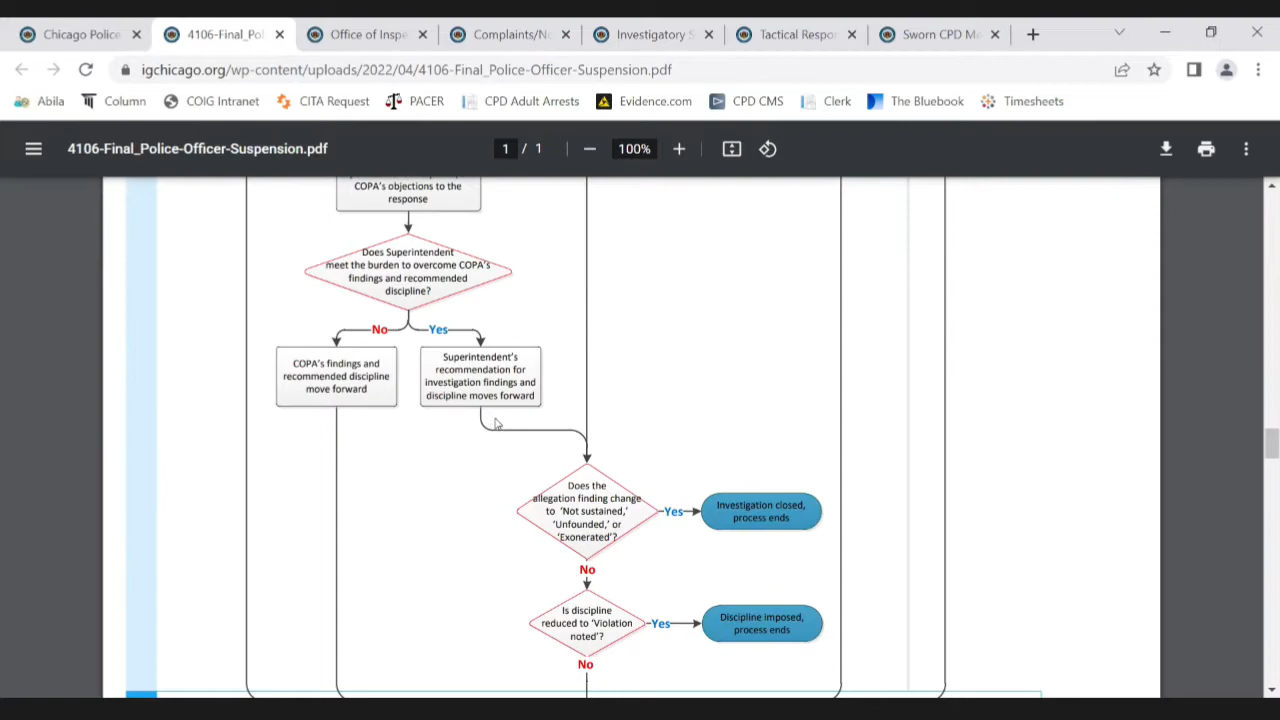 Chicago Police
4106-Final_Pol
Office of Inspe
Complaints/No
Investigatory S
Tactical Respon
Sworn CPD Me
igchicago.org/wp-content/uploads/2022/04/4106-Final_Police-Officer-Suspension.pdf
Abila
Column
COIG Intranet
CITA Request
PACER
CPD Adult Arrests
Evidence.com
CPD CMS
Clerk
The Bluebook
Timesheets
4106-Final_Police-Officer-Suspension.pdf
1 / 1
100%
COPA's objections to the
response
Does Superintendent
meet the burden to overcome COPA's
findings and recommended
discipline?
No
Yes
COPA's findings and
recommended discipline
move forward
Superintendent's
recommendation for
investigation findings and
discipline moves forward
Does the
allegation finding change
to 'Not sustained,'
'Unfounded,' or
'Exonerated'?
Yes
Investigation closed,
process ends
No
Is discipline
reduced to 'Violation
noted'?
Yes
Discipline imposed,
process ends
No